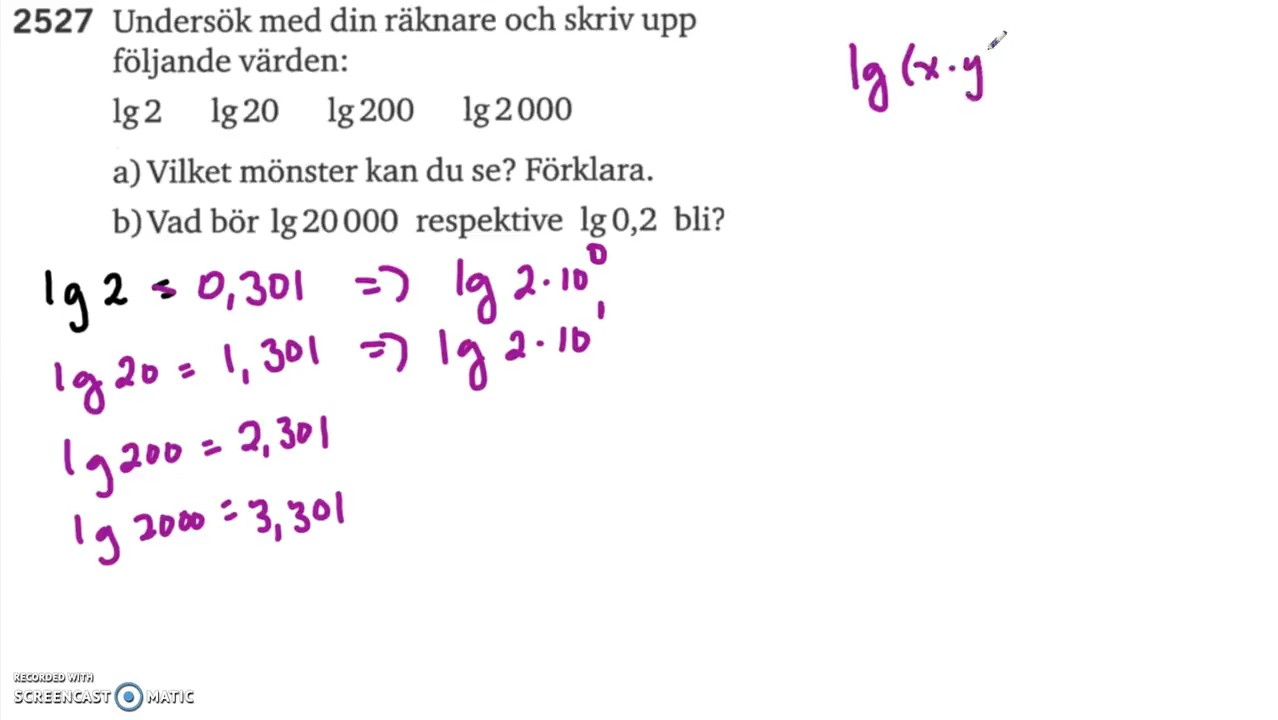 2527 Undersök med din räknare och skriv upp
följande värden:
lg 2 lg 20 lg 200 lg 2 000
a) Vilket mönster kan du se? Förklara.
b) Vad bör lg 20 000 respektive lg 0,2 bli?
lg (x·y
lg 2 = 0,301 => lg 2·10⁰
lg 20 = 1,301 => lg 2·10¹
lg 200 = 2,301
lg 2000 = 3,301
RECORDED WITH
SCREENCAST MATIC